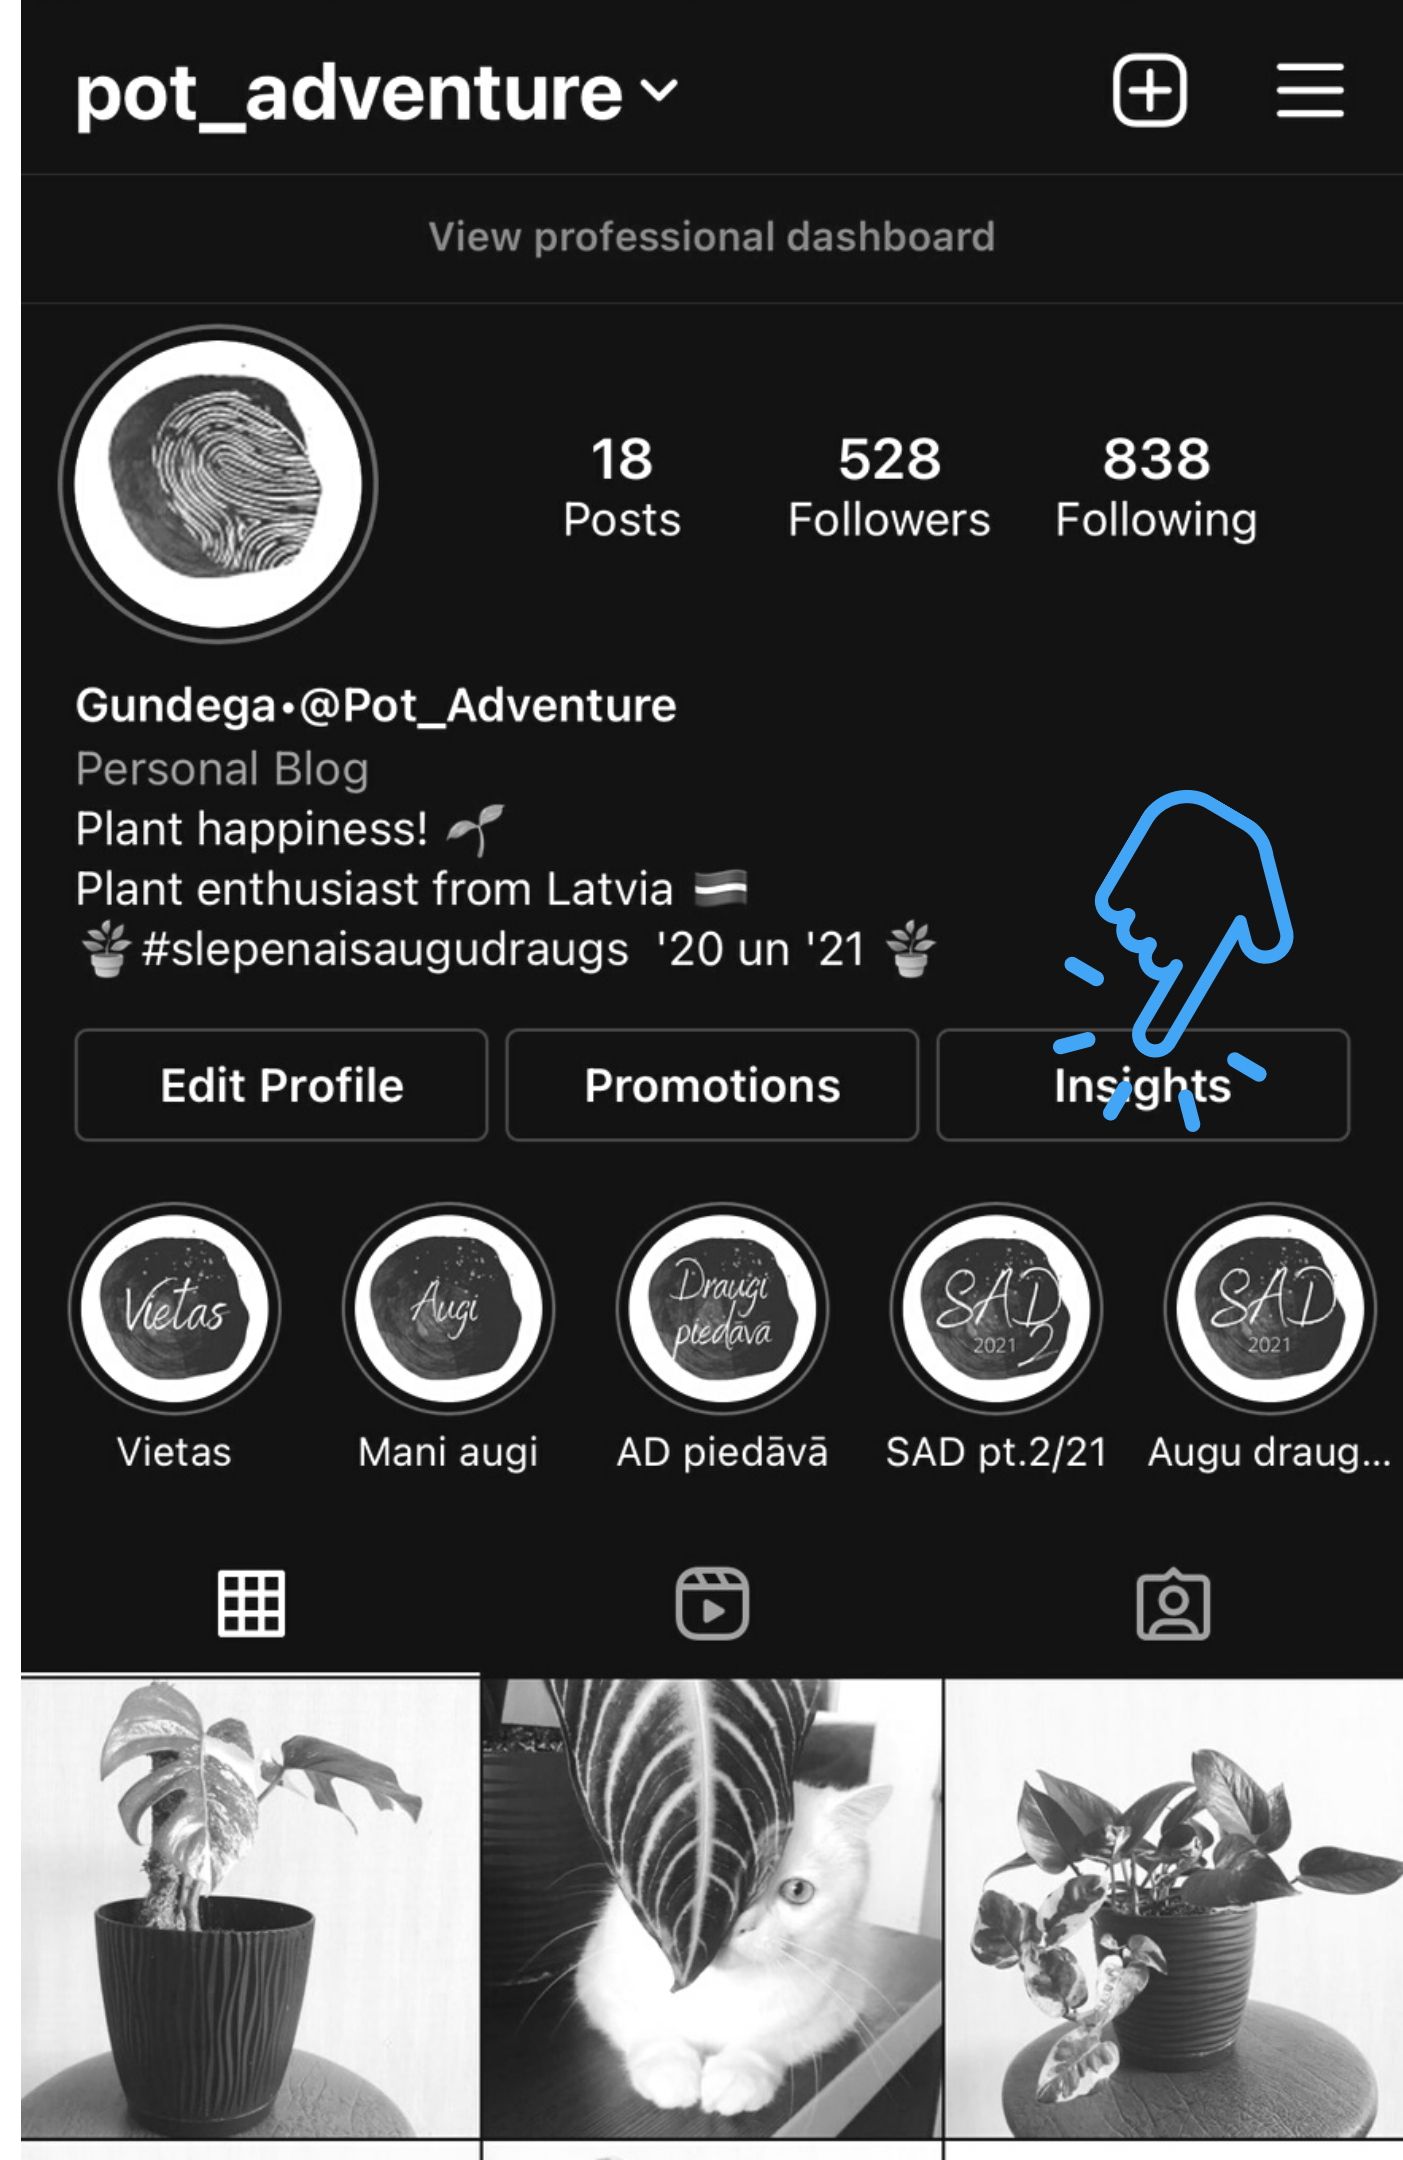 pot_adventure
View professional dashboard
18 528 838
Posts Followers Following
Gundega•@Pot_Adventure
Personal Blog
Plant happiness! 🌱
Plant enthusiast from Latvia 🇱🇻
🪴#slepenaisaugudraugs '20 un '21 🪴
Edit Profile Promotions Insights
Vietas Augi Draugi piedāvā SAD 2021 2 SAD 2021
Vietas Mani augi AD piedāvā SAD pt.2/21 Augu draug...